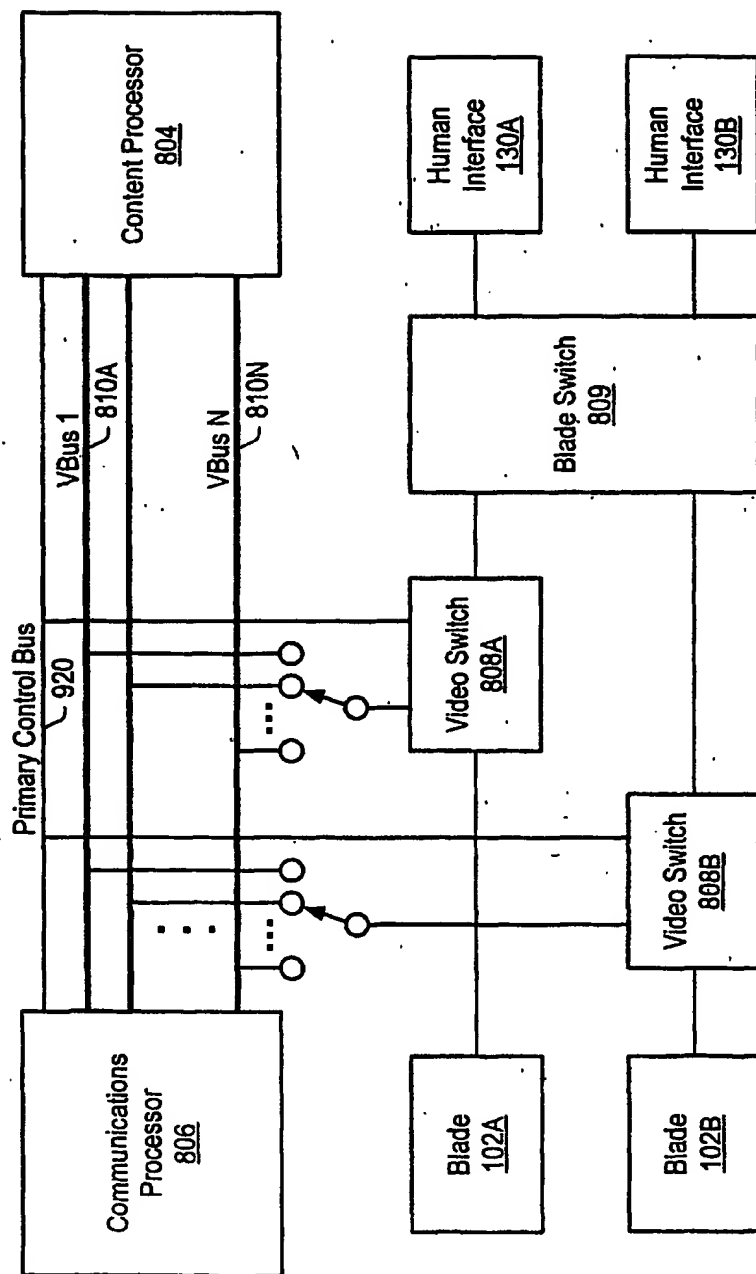 Primary Control Bus
920
VBus 1
810A
VBus N
810N
Communications
Processor
806
Content Processor
804
Video Switch
808A
Video Switch
808B
Blade
102A
Blade
102B
Blade Switch
809
Human
Interface
130A
Human
Interface
130B